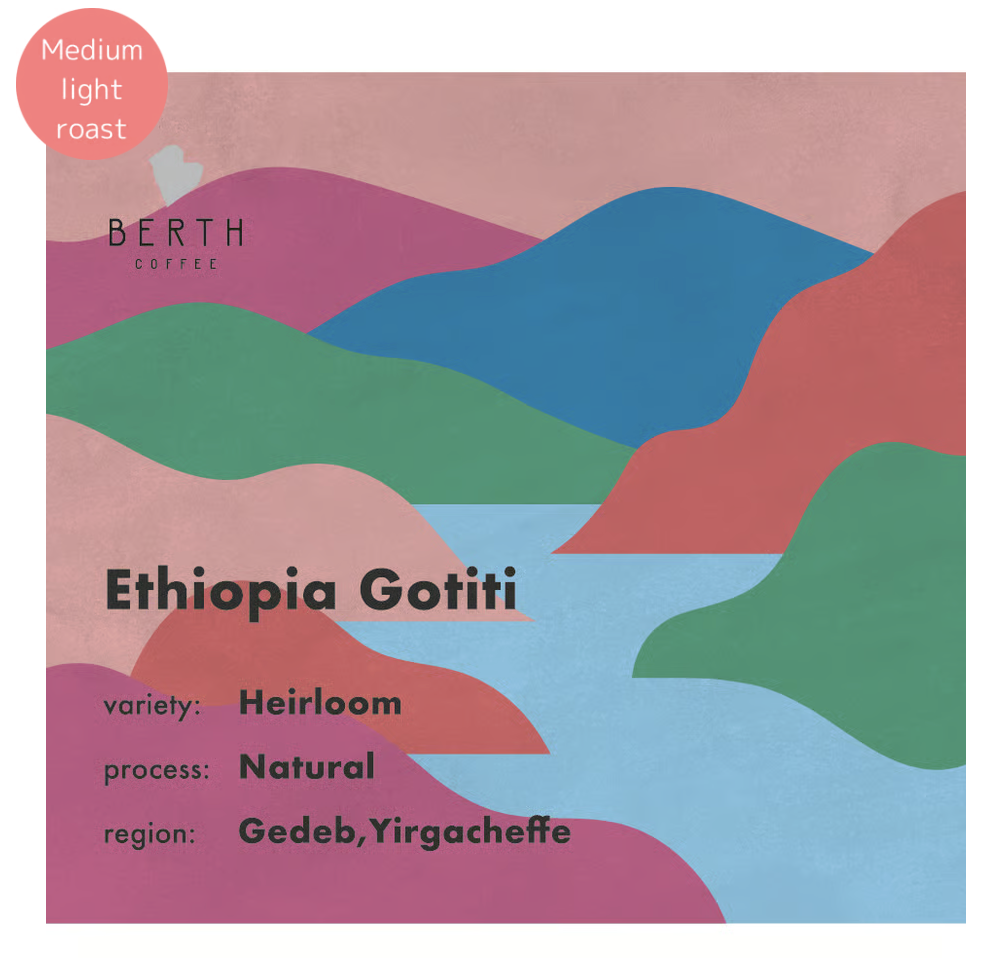 Medium
light
roast
BERTH
COFFEE
Ethiopia Gotiti
variety: Heirloom
process: Natural
region: Gedeb,Yirgacheffe